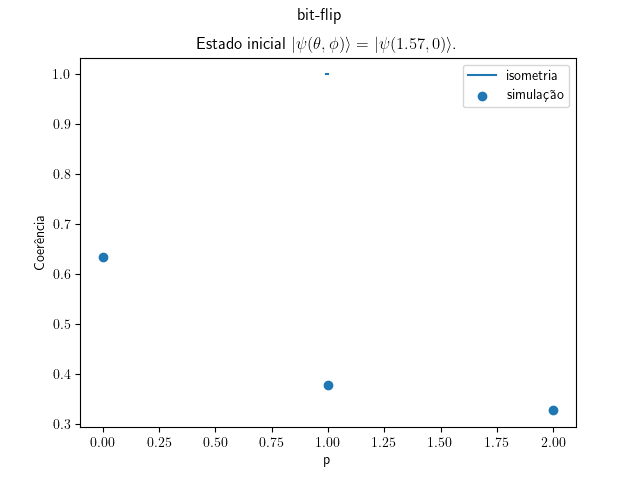 bit-flip
Estado inicial |ψ(θ, ϕ)⟩ = |ψ(1.57, 0)⟩.
isometria
simulação
Coerência
1.0
0.9
0.8
0.7
0.6
0.5
0.4
0.3
0.00 0.25 0.50 0.75 1.00 1.25 1.50 1.75 2.00
p